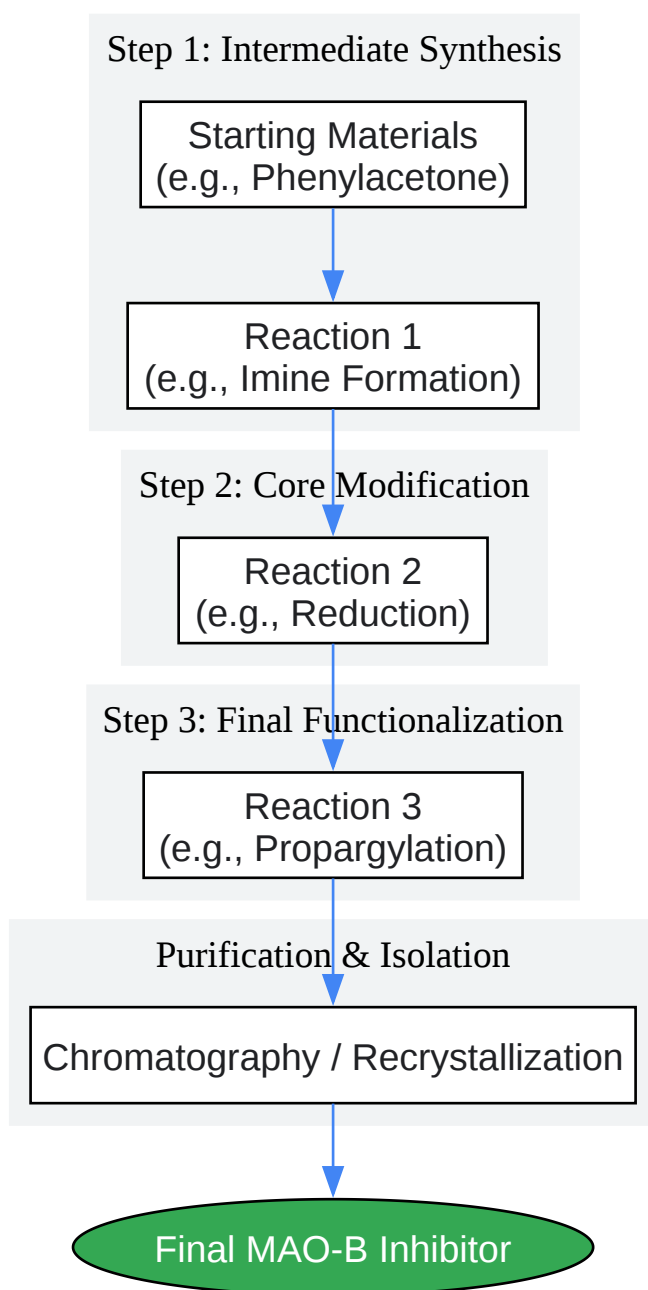 Step 1: Intermediate Synthesis
Starting Materials
(e.g., Phenylacetone)
Reaction 1
(e.g., Imine Formation)
Step 2: Core Modification
Reaction 2
(e.g., Reduction)
Step 3: Final Functionalization
Reaction 3
(e.g., Propargylation)
Purification & Isolation
Chromatography / Recrystallization
Final MAO-B Inhibitor